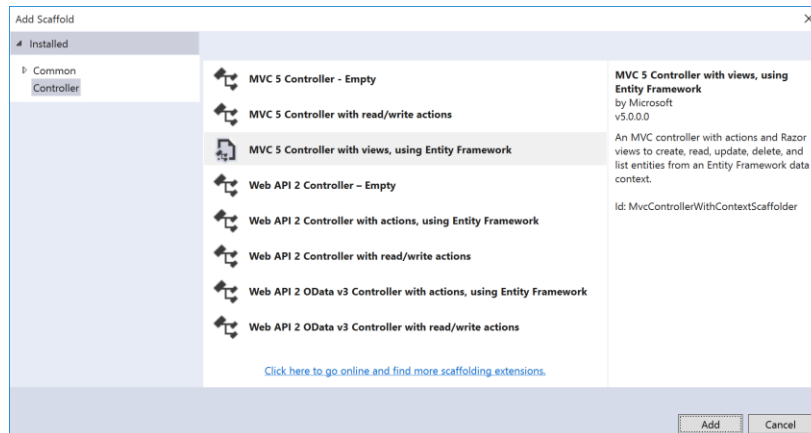 Add Scaffold
Installed
Common
Controller
MVC 5 Controller - Empty
MVC 5 Controller with read/write actions
MVC 5 Controller with views, using Entity Framework
Web API 2 Controller – Empty
Web API 2 Controller with actions, using Entity Framework
Web API 2 Controller with read/write actions
Web API 2 OData v3 Controller with actions, using Entity Framework
Web API 2 OData v3 Controller with read/write actions
Click here to go online and find more scaffolding extensions.
MVC 5 Controller with views, using
Entity Framework
by Microsoft
v5.0.0.0
An MVC controller with actions and Razor
views to create, read, update, delete, and
list entities from an Entity Framework data
context.
Id: MvcControllerWithContextScaffolder
Add
Cancel